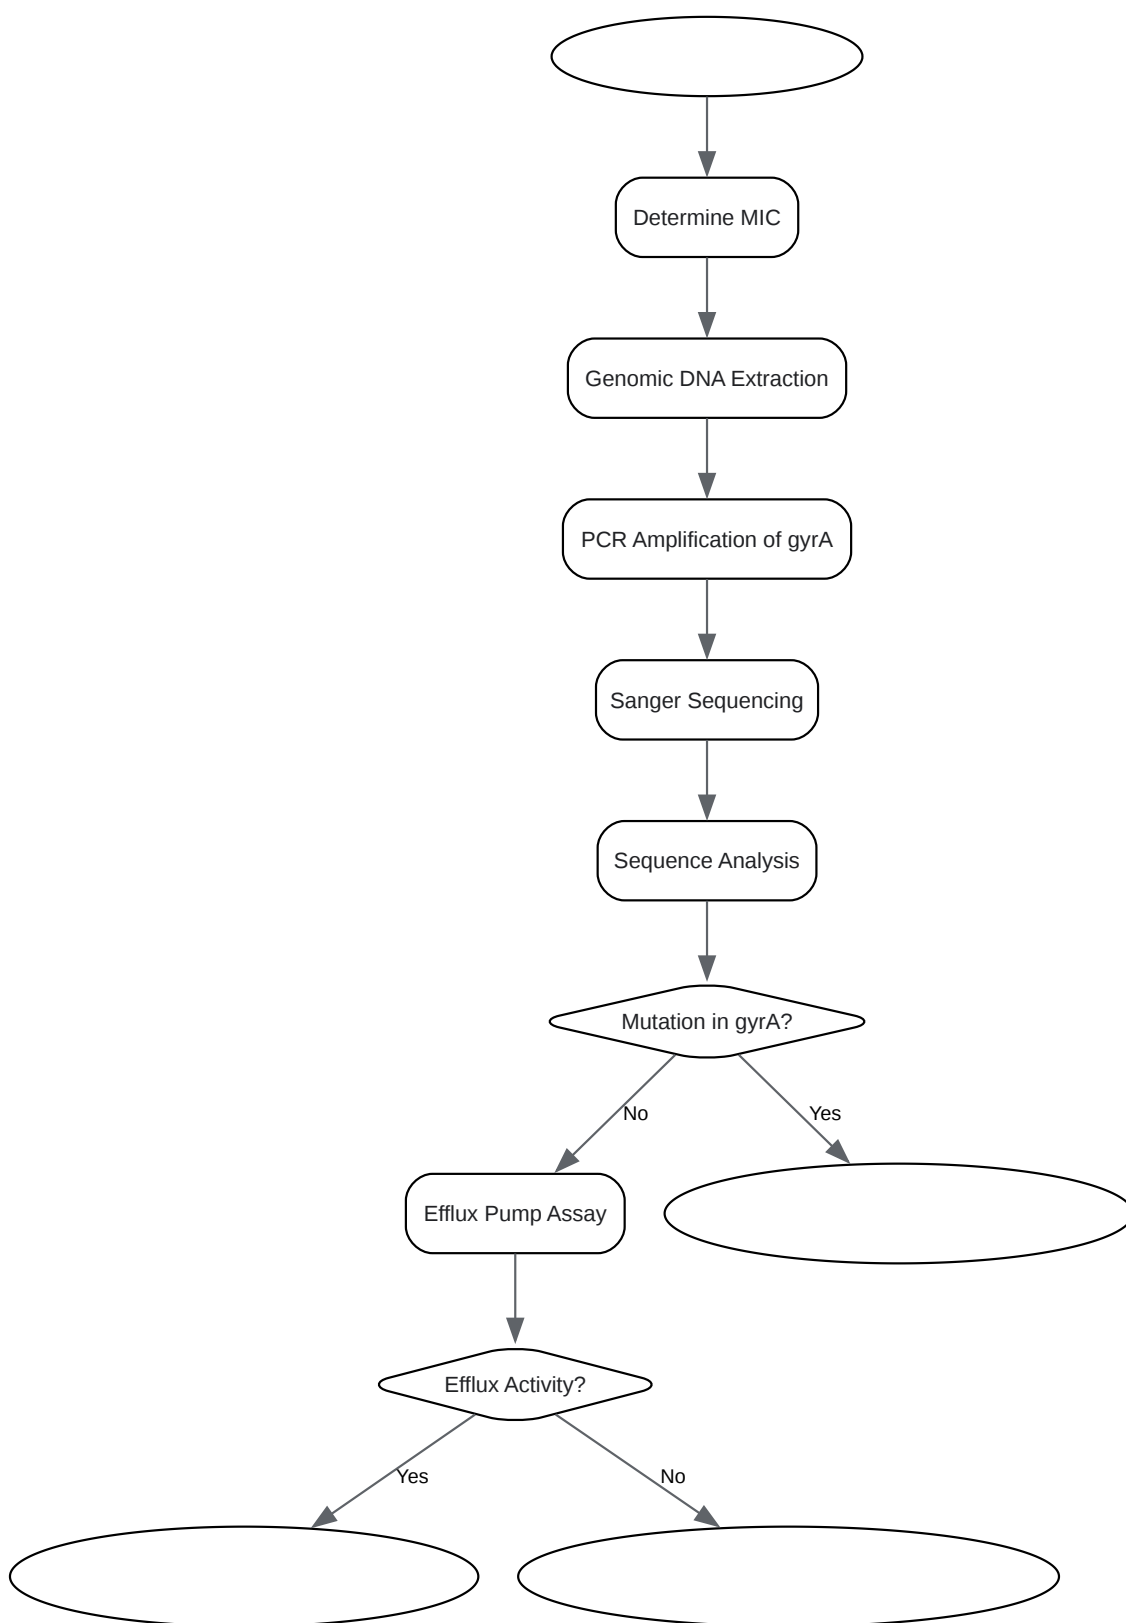 Determine MIC
Genomic DNA Extraction
PCR Amplification of gyrA
Sanger Sequencing
Sequence Analysis
Mutation in gyrA?
No
Yes
Efflux Pump Assay
Efflux Activity?
Yes
No